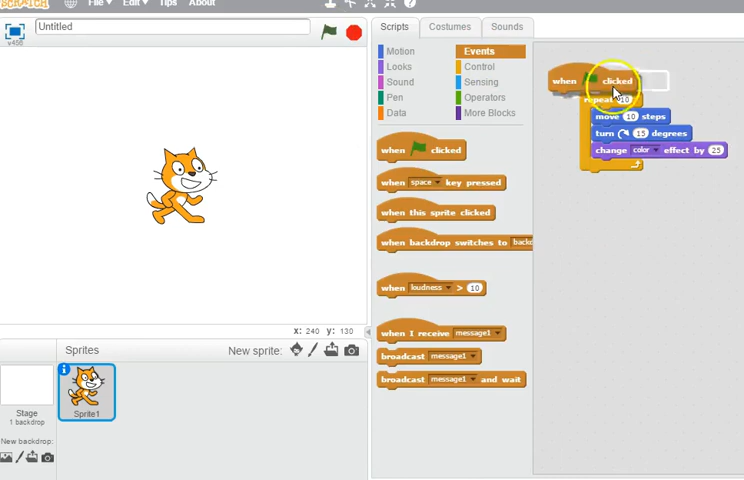 SCRATCH File Edit Tips About
v456
Untitled
Scripts Costumes Sounds
Motion Events
Looks Control
Sound Sensing
Pen Operators
Data More Blocks
when clicked
when space key pressed
when this sprite clicked
when backdrop switches to back
when loudness > 10
when I receive message1
broadcast message1
broadcast message1 and wait
when clicked
repeat 10
move 10 steps
turn 15 degrees
change color effect by 25
x: 240 y: 130
Sprites New sprite:
Stage
1 backdrop
New backdrop:
Sprite1